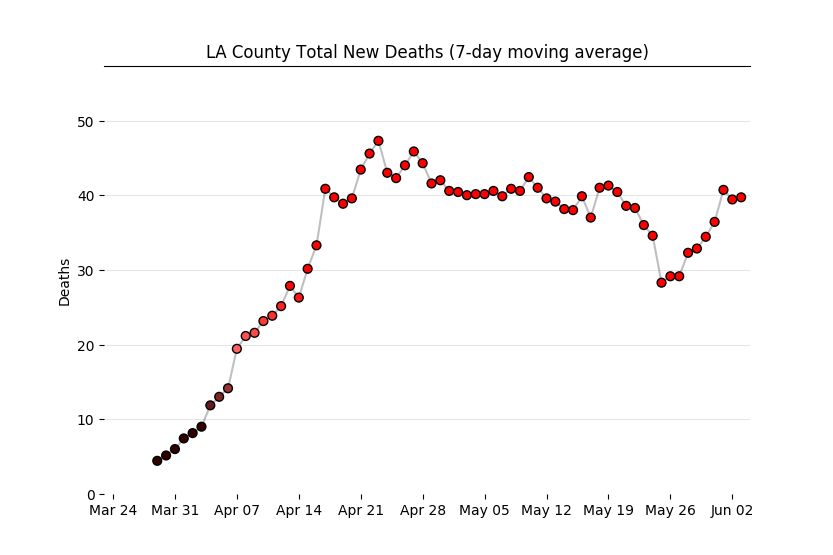 LA County Total New Deaths (7-day moving average)
50
40
30
20
10
0
Deaths
Mar 24 Mar 31 Apr 07 Apr 14 Apr 21 Apr 28 May 05 May 12 May 19 May 26 Jun 02